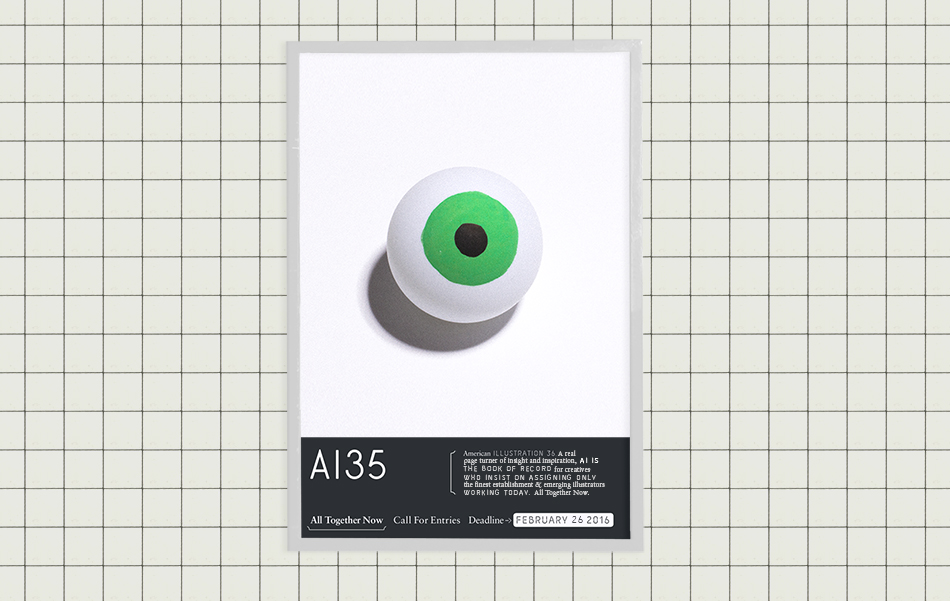 AI35
American ILLUSTRATION 36 A real
page turner of insight and inspiration, AI IS
THE BOOK OF RECORD for creatives
WHO INSIST ON ASSIGNING ONLY
the finest establishment & emerging illustrators
WORKING TODAY. All Together Now.
All Together Now Call For Entries Deadline → FEBRUARY 26 2016